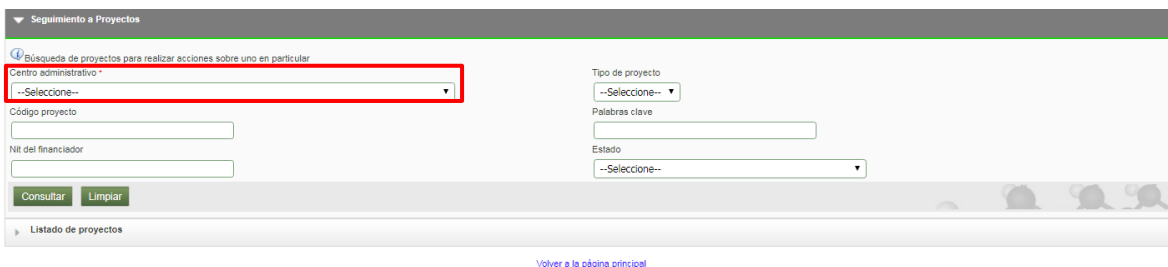 Seguimiento a Proyectos
Búsqueda de proyectos para realizar acciones sobre uno en particular
Centro administrativo *
Tipo de proyecto
--Seleccione--
--Seleccione--
Código proyecto
Palabras clave
Nit del financiador
Estado
--Seleccione--
Consultar
Limpiar
Listado de proyectos
Volver a la página principal